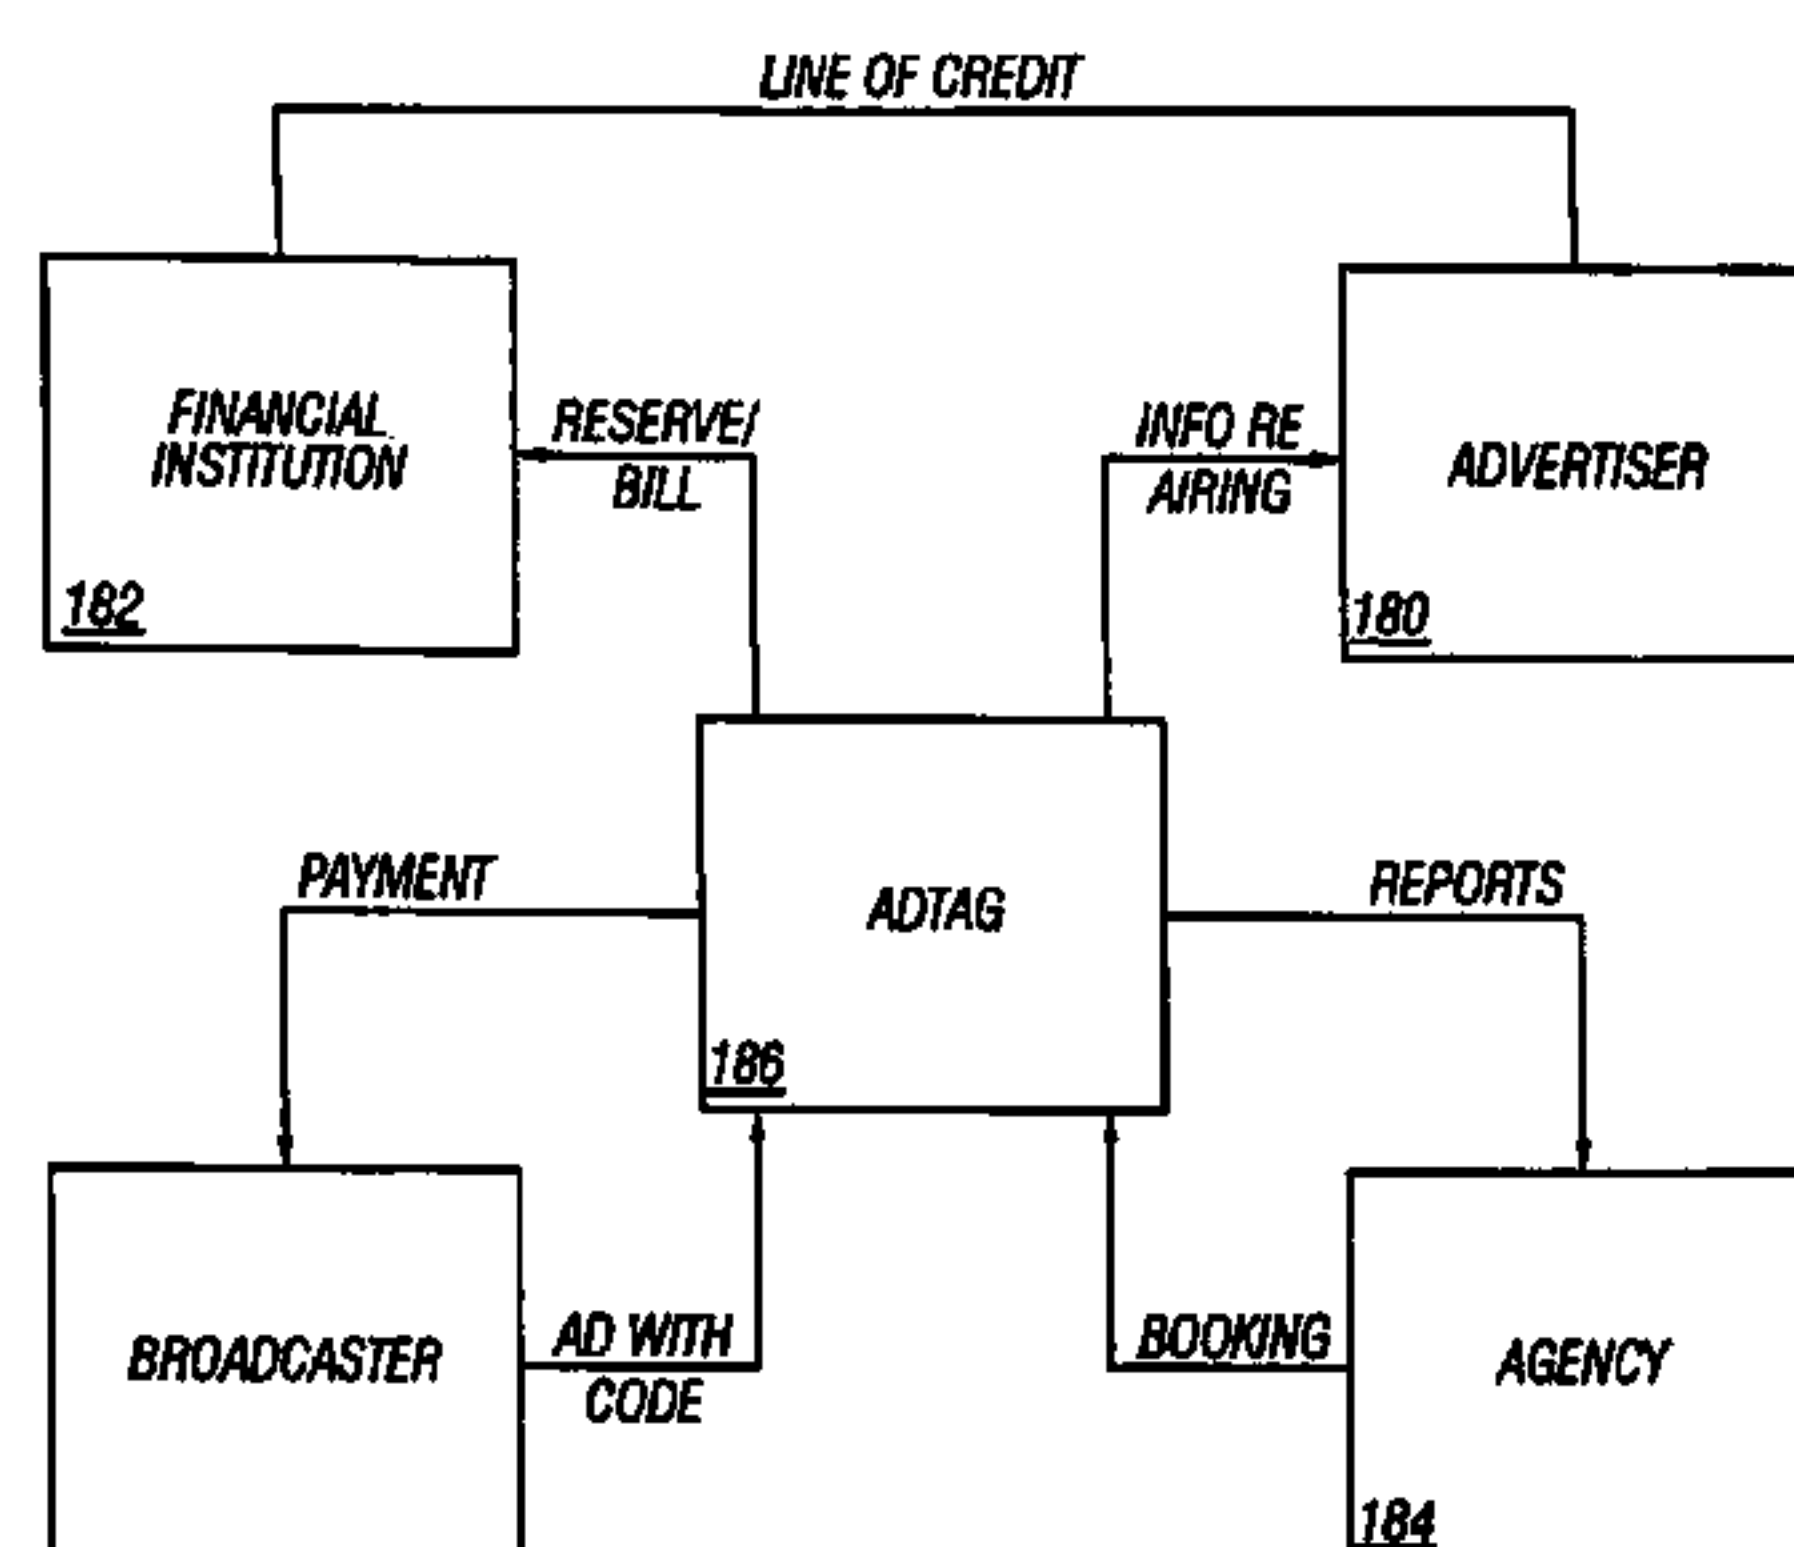 LINE OF CREDIT
FINANCIAL
INSTITUTION
182
RESERVE/
BILL
INFO RE
AIRING
ADVERTISER
180
PAYMENT
ADTAG
186
REPORTS
BROADCASTER
AD WITH
CODE
BOOKING
AGENCY
184